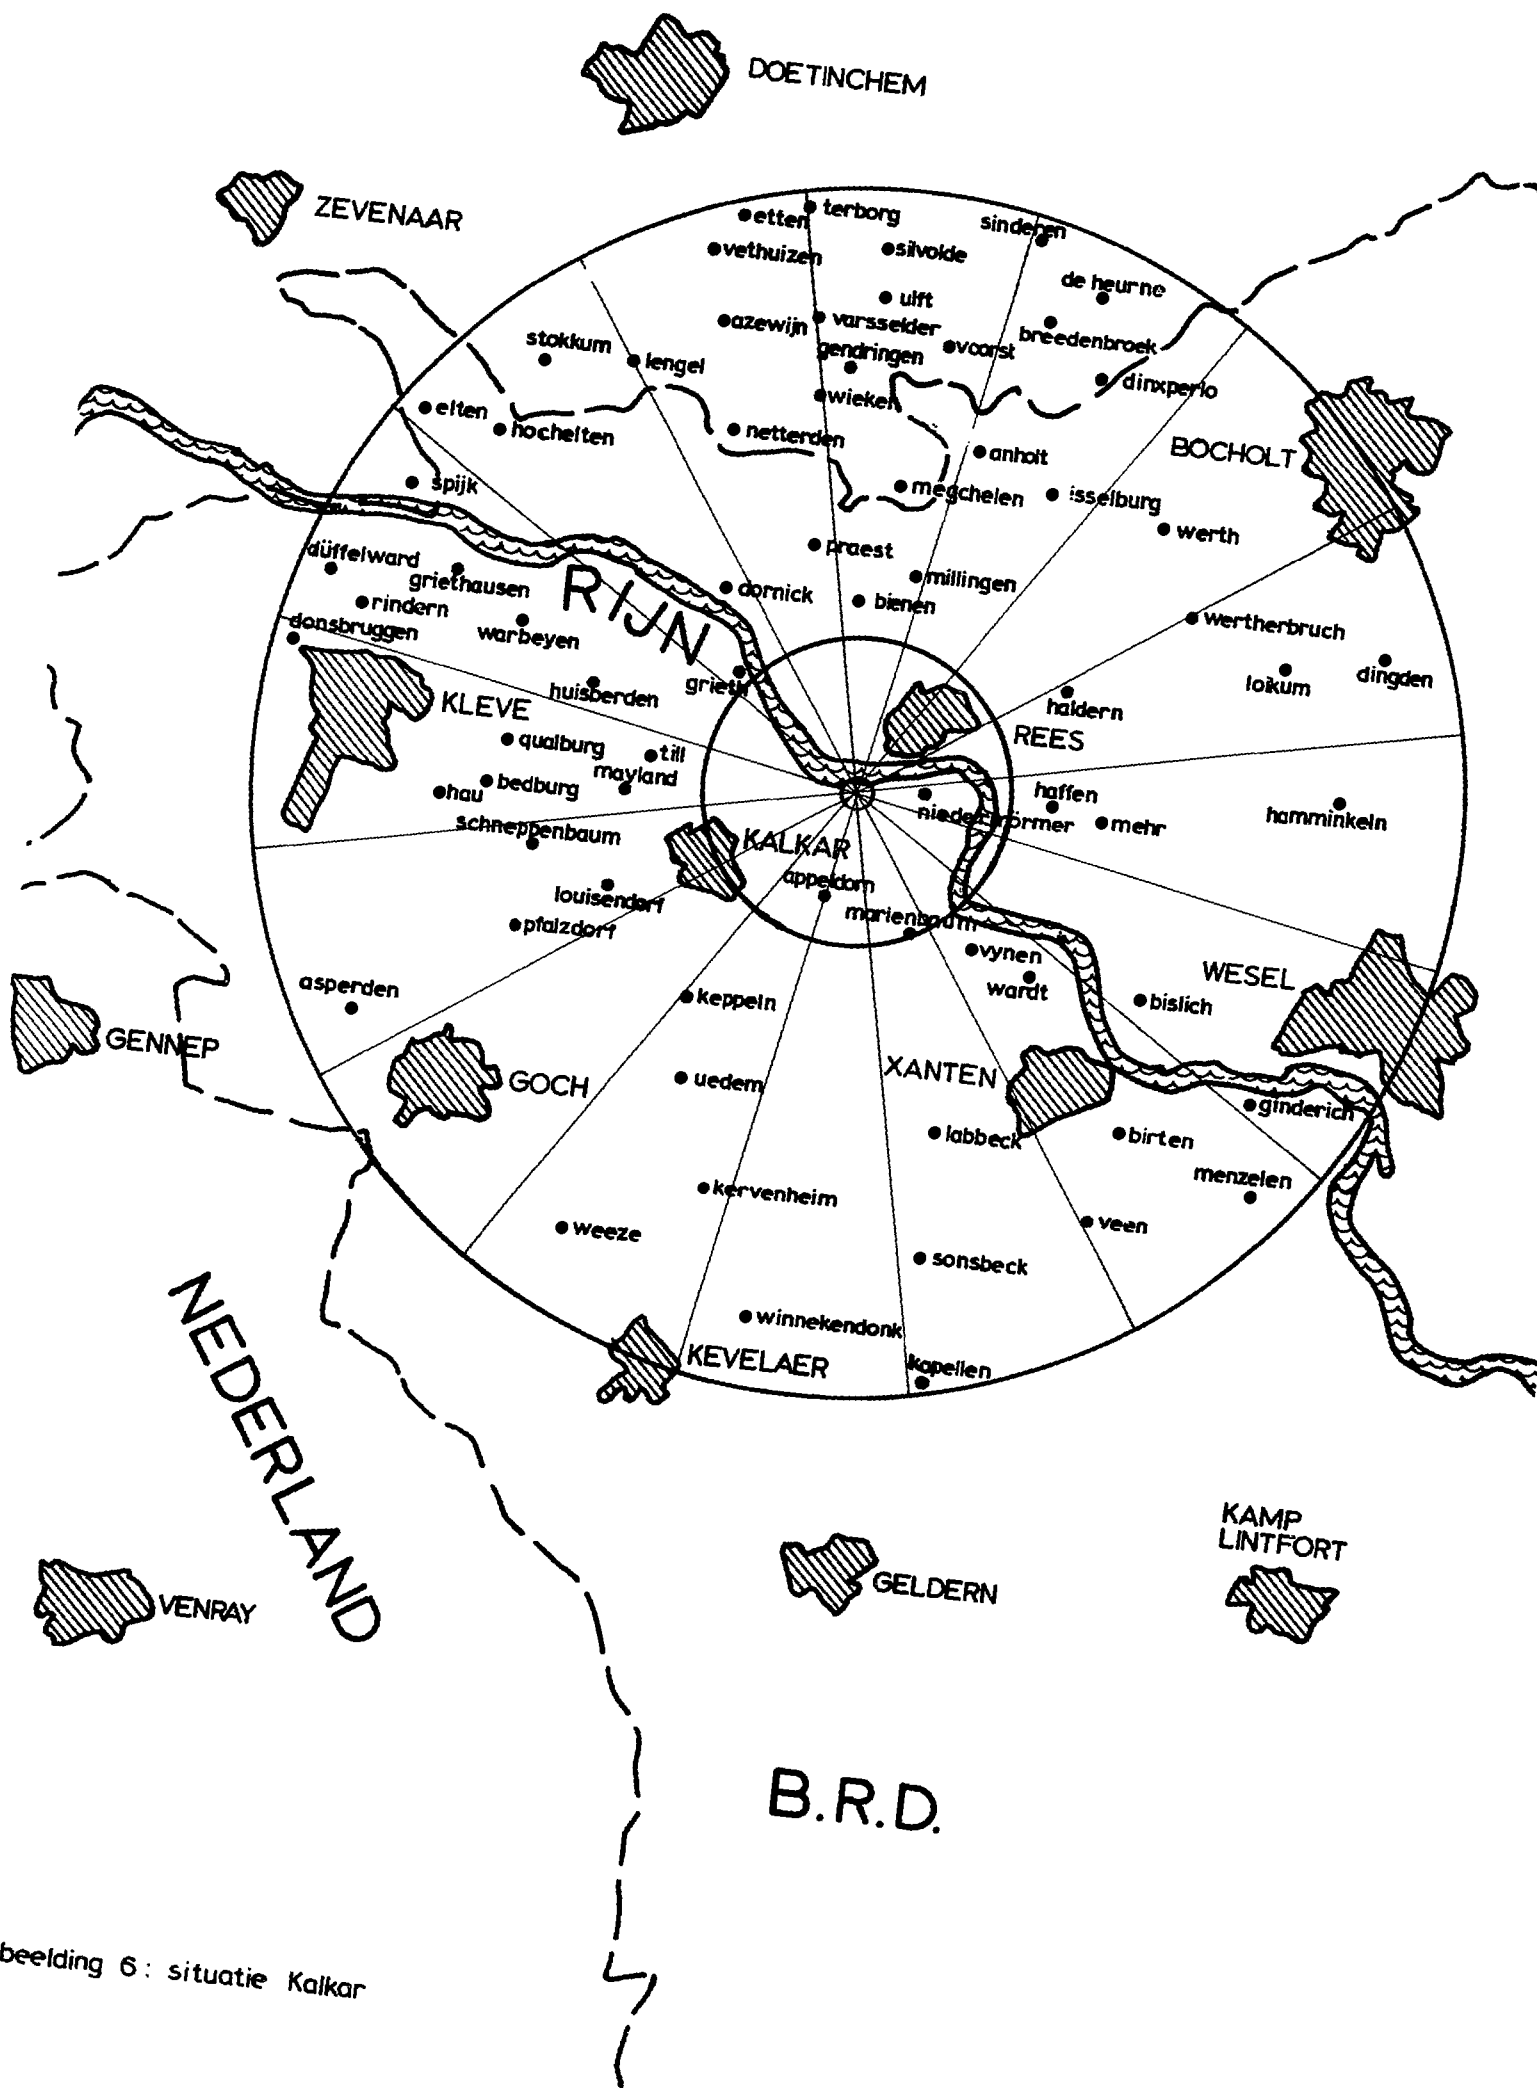 DOETINCHEM
ZEVENAAR
etten
terborg
sinderen
vethuizen
silvolde
de heurne
ulft
azewijn
varsselder
voorst
breedenbroek
stokkum
lengel
gendringen
dinxperlo
wieken
elten
hochelten
netterden
anholt
BOCHOLT
spijk
megchelen
isselburg
werth
düffelward
praest
griethausen
RIJN
dornick
millingen
bienen
rindern
donsbruggen
warbeyen
wertherbruch
huisberden
grieth
loikum
dingden
KLEVE
haldern
REES
qualburg
till
mayland
hau
bedburg
haffen
hamminkeln
schneppenbaum
mehr
KALKAR
appeldorn
louisendorf
marienbaum
pfalzdorf
vynen
WESEL
asperden
wardt
keppeln
bislich
GENNEP
GOCH
uedem
XANTEN
ginderich
labbeck
birten
menzelen
kervenheim
weeze
veen
sonsbeck
NEDERLAND
winnekendonk
KEVELAER
kapellen
KAMP
LINTFORT
GELDERN
VENRAY
B.R.D.
beelding 6: situatie Kalkar